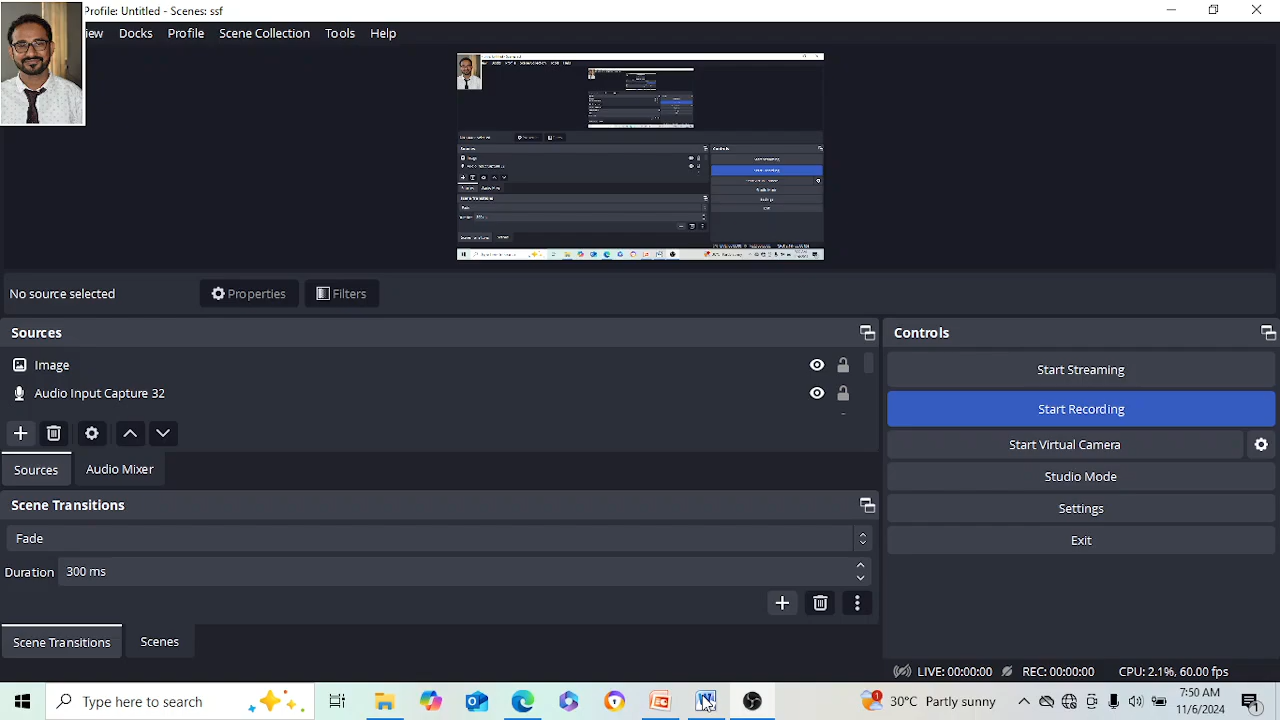 Profile: Untitled - Scenes: ssf
iew Docks Profile Scene Collection Tools Help
No source selected
Properties
Filters
Sources
Image
Audio Input Capture 32
Sources
Audio Mixer
Scene Transitions
Fade
Duration
300 ms
Scene Transitions
Scenes
Controls
Start Streaming
Start Recording
Start Virtual Camera
Studio Mode
Settings
Exit
LIVE: 00:00:00 REC: 00:00:00 CPU: 2.1%, 60.00 fps
Type here to search
1
30°C Partly sunny
7:50 AM
11/6/2024
1